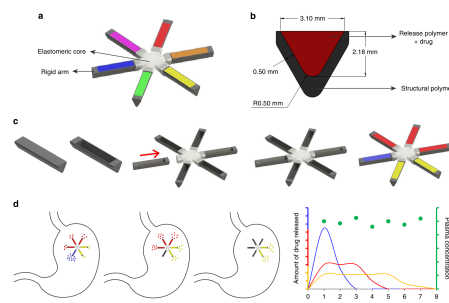 a
Elastomeric core
Rigid arm
b
3.10 mm
2.18 mm
0.50 mm
R0.50 mm
Release polymer
+ drug
Structural polyme
c
d
Amount of drug released
Plasma concentration
0 1 2 3 4 5 6 7 8